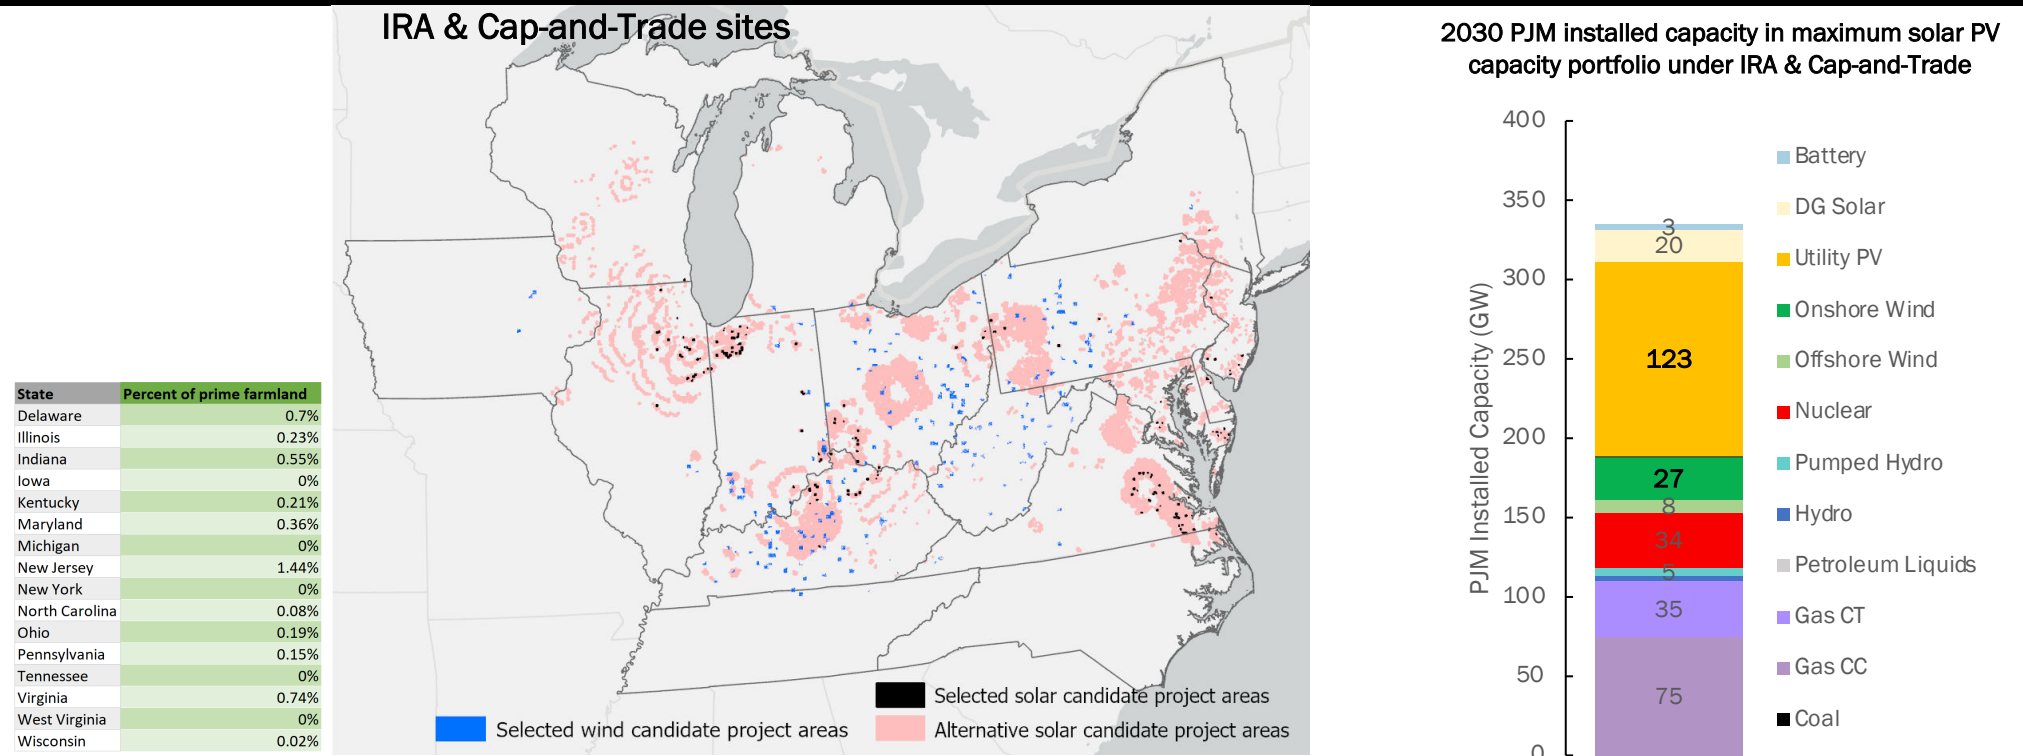 IRA & Cap-and-Trade sites
State Percent of prime farmland
Delaware 0.7%
Illinois 0.23%
Indiana 0.55%
Iowa 0%
Kentucky 0.21%
Maryland 0.36%
Michigan 0%
New Jersey 1.44%
New York 0%
North Carolina 0.08%
Ohio 0.19%
Pennsylvania 0.15%
Tennessee 0%
Virginia 0.74%
West Virginia 0%
Wisconsin 0.02%
Selected solar candidate project areas
Selected wind candidate project areas
Alternative solar candidate project areas
2030 PJM installed capacity in maximum solar PV
capacity portfolio under IRA & Cap-and-Trade
PJM Installed Capacity (GW)
400
350
300
250
200
150
100
50
0
3
20
123
27
8
34
5
35
75
Battery
DG Solar
Utility PV
Onshore Wind
Offshore Wind
Nuclear
Pumped Hydro
Hydro
Petroleum Liquids
Gas CT
Gas CC
Coal